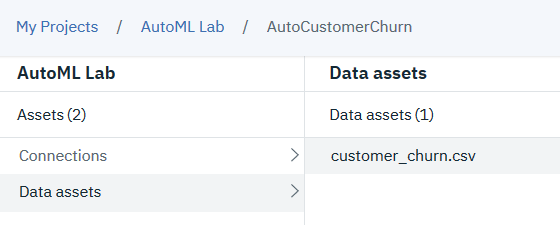 My Projects / AutoML Lab / AutoCustomerChurn
AutoML Lab
Assets (2)
Connections
Data assets
Data assets
Data assets (1)
customer_churn.csv